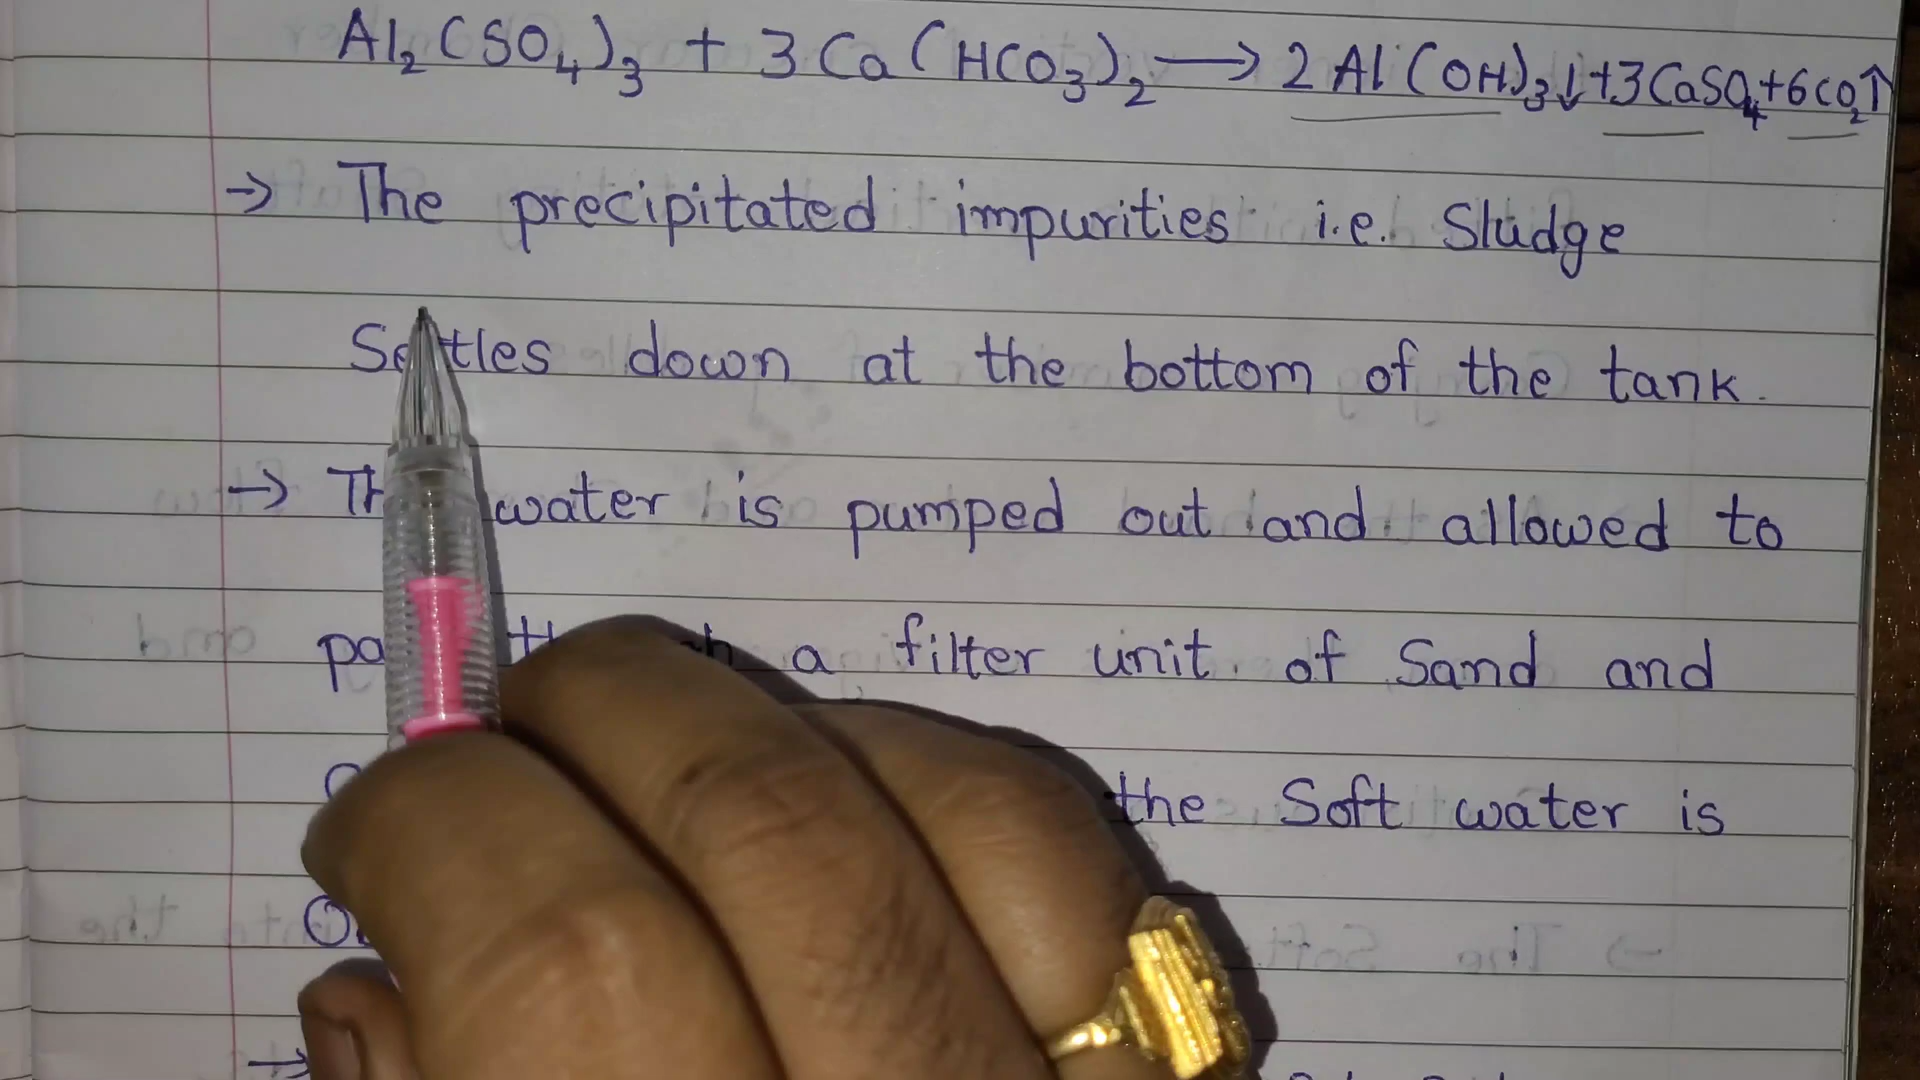 Al₂(SO₄)₃ + 3Ca(HCO₃)₂ → 2Al(OH)₃↓+3CaSO₄+6CO₂↑
→ The precipitated impurities i.e. Sludge
Settles down at the bottom of the tank.
→ water is pumped out and allowed to
a filter unit of Sand and
the Soft water is
→